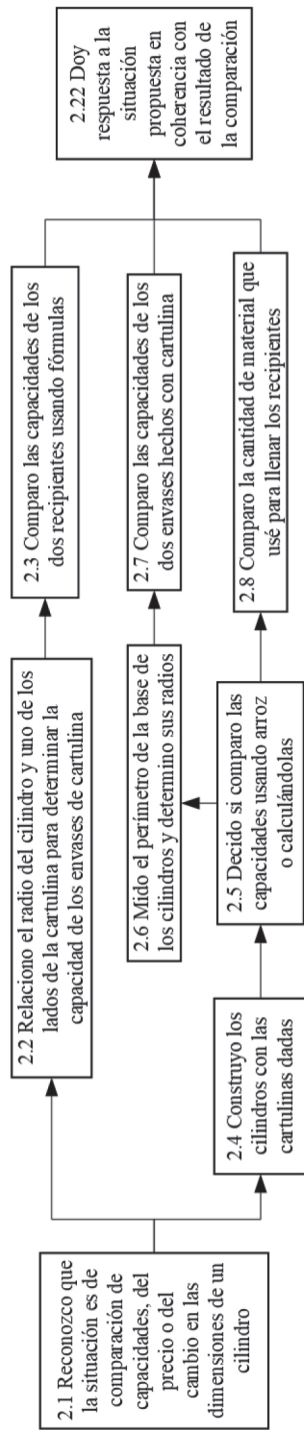 2.1 Reconozco que
la situación es de
comparación de
capacidades, del
precio o del
cambio en las
dimensiones de un
cilindro
2.2 Relaciono el radio del cilindro y uno de los
lados de la cartulina para determinar la
capacidad de los envases de cartulina
2.3 Comparo las capacidades de los
dos recipientes usando fórmulas
2.4 Construyo los
cilindros con las
cartulinas dadas
2.5 Decido si comparo las
capacidades usando arroz
o calculándolas
2.6 Mido el perímetro de la base de
los cilindros y determino sus radios
2.7 Comparo las capacidades de los
dos envases hechos con cartulina
2.8 Comparo la cantidad de material que
usé para llenar los recipientes
2.22 Doy
respuesta a la
situación
propuesta en
coherencia con
el resultado de
la comparación